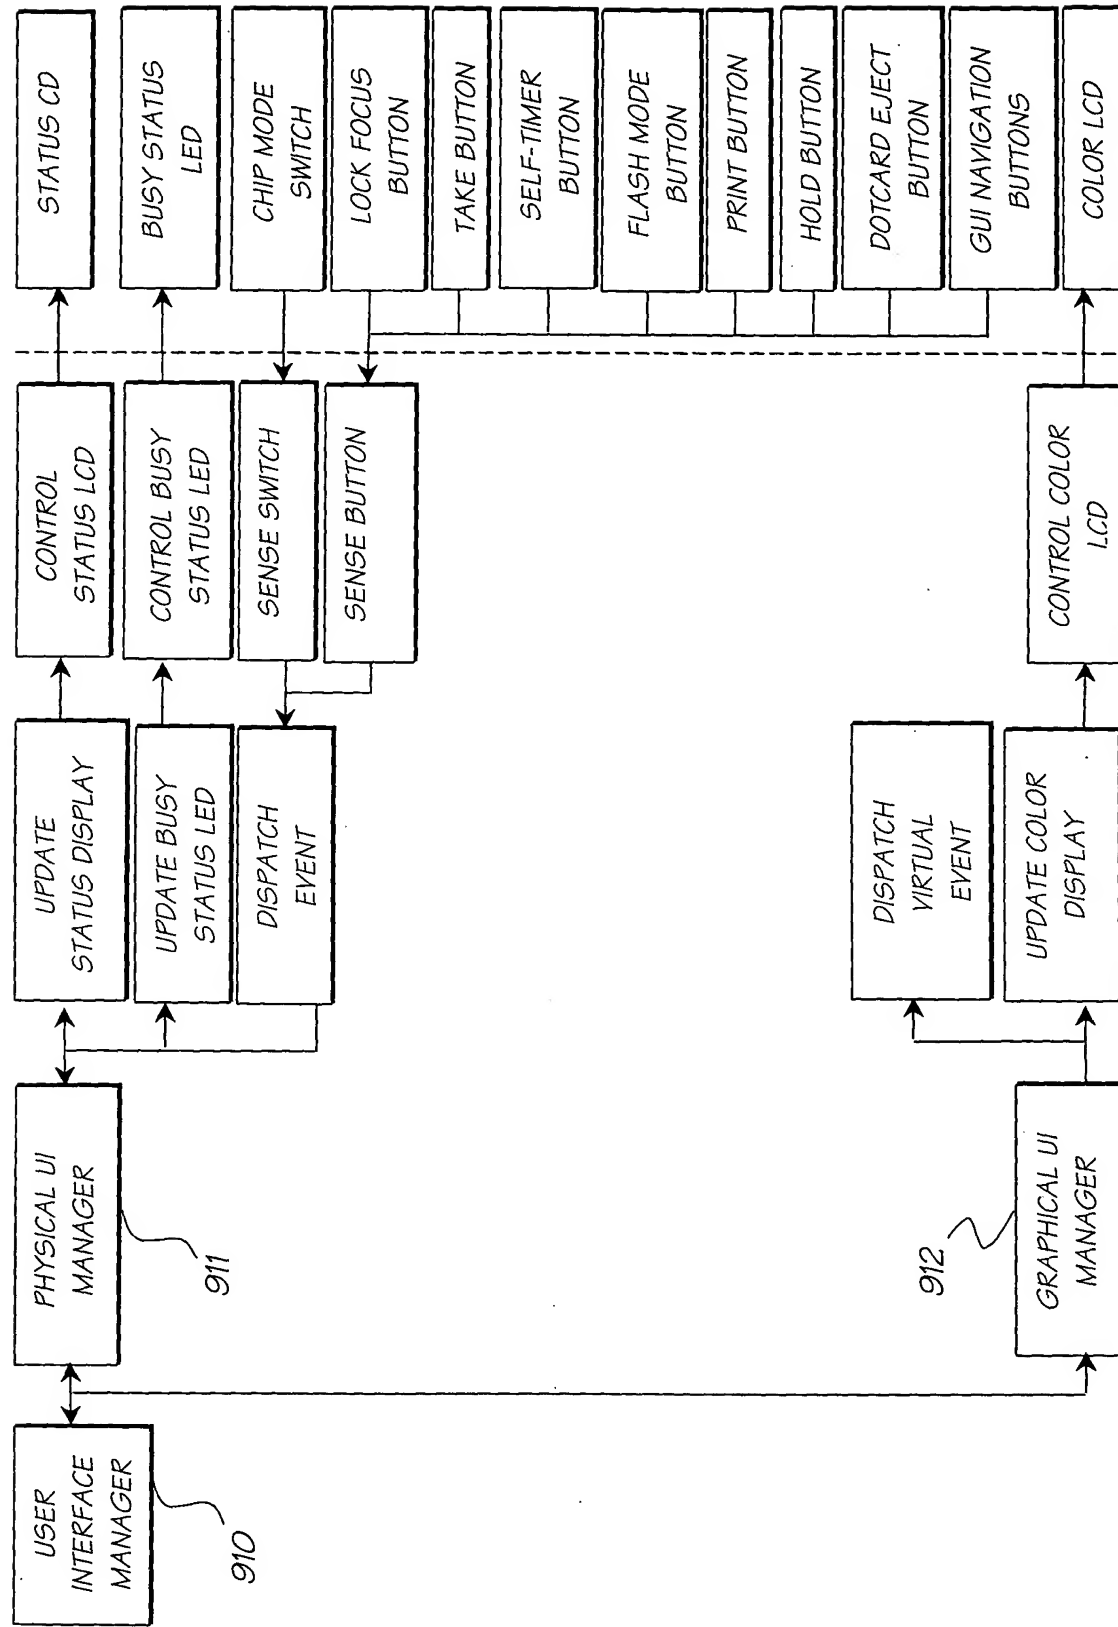 USER
INTERFACE
MANAGER
910
PHYSICAL UI
MANAGER
911
UPDATE
STATUS DISPLAY
UPDATE BUSY
STATUS LED
DISPATCH
EVENT
CONTROL
STATUS LCD
CONTROL BUSY
STATUS LED
SENSE SWITCH
SENSE BUTTON
STATUS CD
BUSY STATUS
LED
CHIP MODE
SWITCH
LOCK FOCUS
BUTTON
TAKE BUTTON
SELF-TIMER
BUTTON
FLASH MODE
BUTTON
PRINT BUTTON
HOLD BUTTON
DOTCARD EJECT
BUTTON
GUI NAVIGATION
BUTTONS
COLOR LCD
912
GRAPHICAL UI
MANAGER
DISPATCH
VIRTUAL
EVENT
UPDATE COLOR
DISPLAY
CONTROL COLOR
LCD